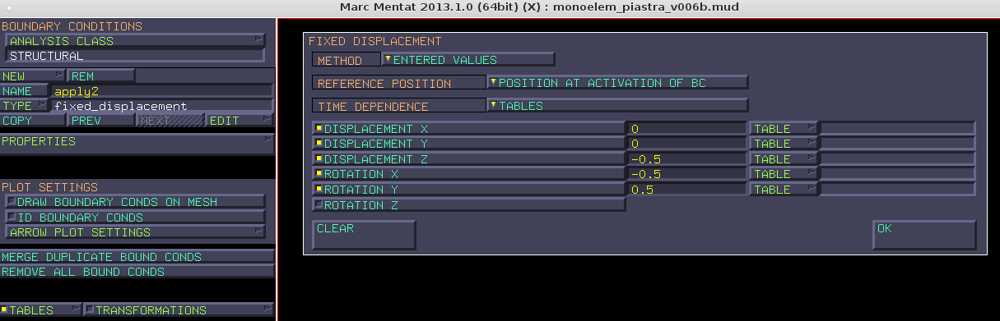 Marc Mentat 2013.1.0 (64bit) (X) : monoelem_piastra_v006b.mud
BOUNDARY CONDITIONS
ANALYSIS CLASS
STRUCTURAL
NEW REM
NAME apply2
TYPE fixed_displacement
COPY PREV NEXT EDIT
PROPERTIES
PLOT SETTINGS
DRAW BOUNDARY CONDS ON MESH
ID BOUNDARY CONDS
ARROW PLOT SETTINGS
MERGE DUPLICATE BOUND CONDS
REMOVE ALL BOUND CONDS
TABLES TRANSFORMATIONS
FIXED DISPLACEMENT
METHOD ENTERED VALUES
REFERENCE POSITION POSITION AT ACTIVATION OF BC
TIME DEPENDENCE TABLES
DISPLACEMENT X 0 TABLE
DISPLACEMENT Y 0 TABLE
DISPLACEMENT Z -0.5 TABLE
ROTATION X -0.5 TABLE
ROTATION Y 0.5 TABLE
ROTATION Z
CLEAR OK